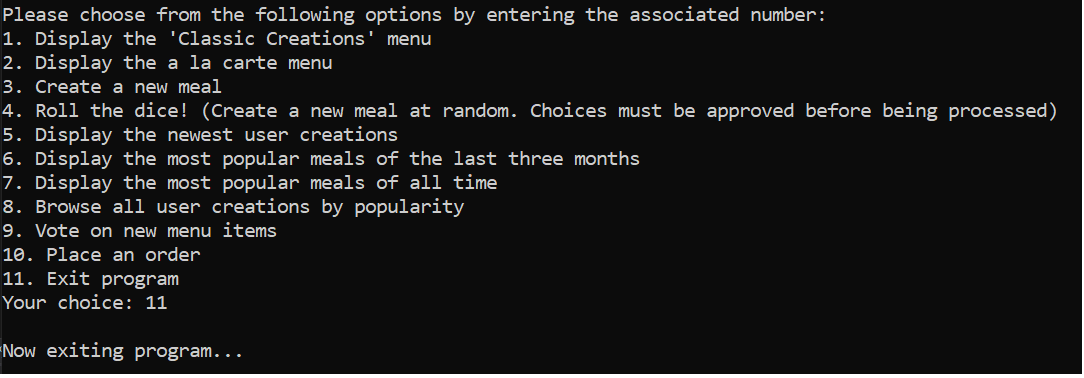 Please choose from the following options by entering the associated number:
1. Display the 'Classic Creations' menu
2. Display the a la carte menu
3. Create a new meal
4. Roll the dice! (Create a new meal at random. Choices must be approved before being processed)
5. Display the newest user creations
6. Display the most popular meals of the last three months
7. Display the most popular meals of all time
8. Browse all user creations by popularity
9. Vote on new menu items
10. Place an order
11. Exit program
Your choice: 11
Now exiting program...